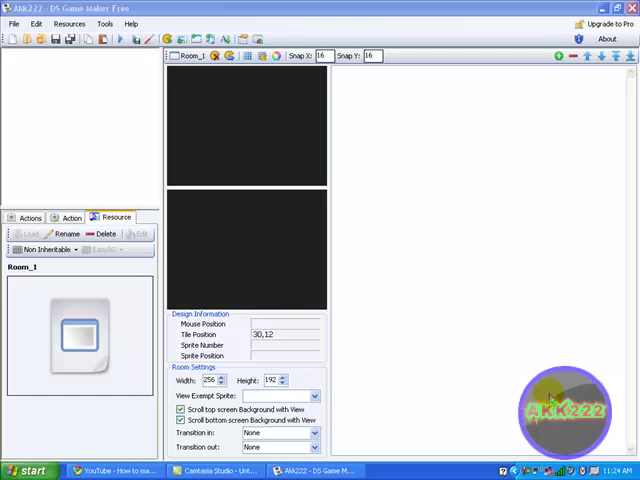 Akk222 - DS Game Maker Free
File Edit Resources Tools Help
Upgrade to Pro
About
Room_1 Snap X: 16 Snap Y: 16
Actions Action Resource
Load Rename Delete Edit
Non Inheritable EasyBG
Room_1
Design Information
Mouse Position
Tile Position 30,12
Sprite Number
Sprite Position
Room Settings
Width: 256 Height: 192
View Exempt Sprite:
Scroll top screen Background with View
Scroll bottom screen Background with View
Transition in: None
Transition out: None
AKK222
start YouTube - How to ma... Camtasia Studio - Unt... Akk222 - DS Game M... 11:24 AM